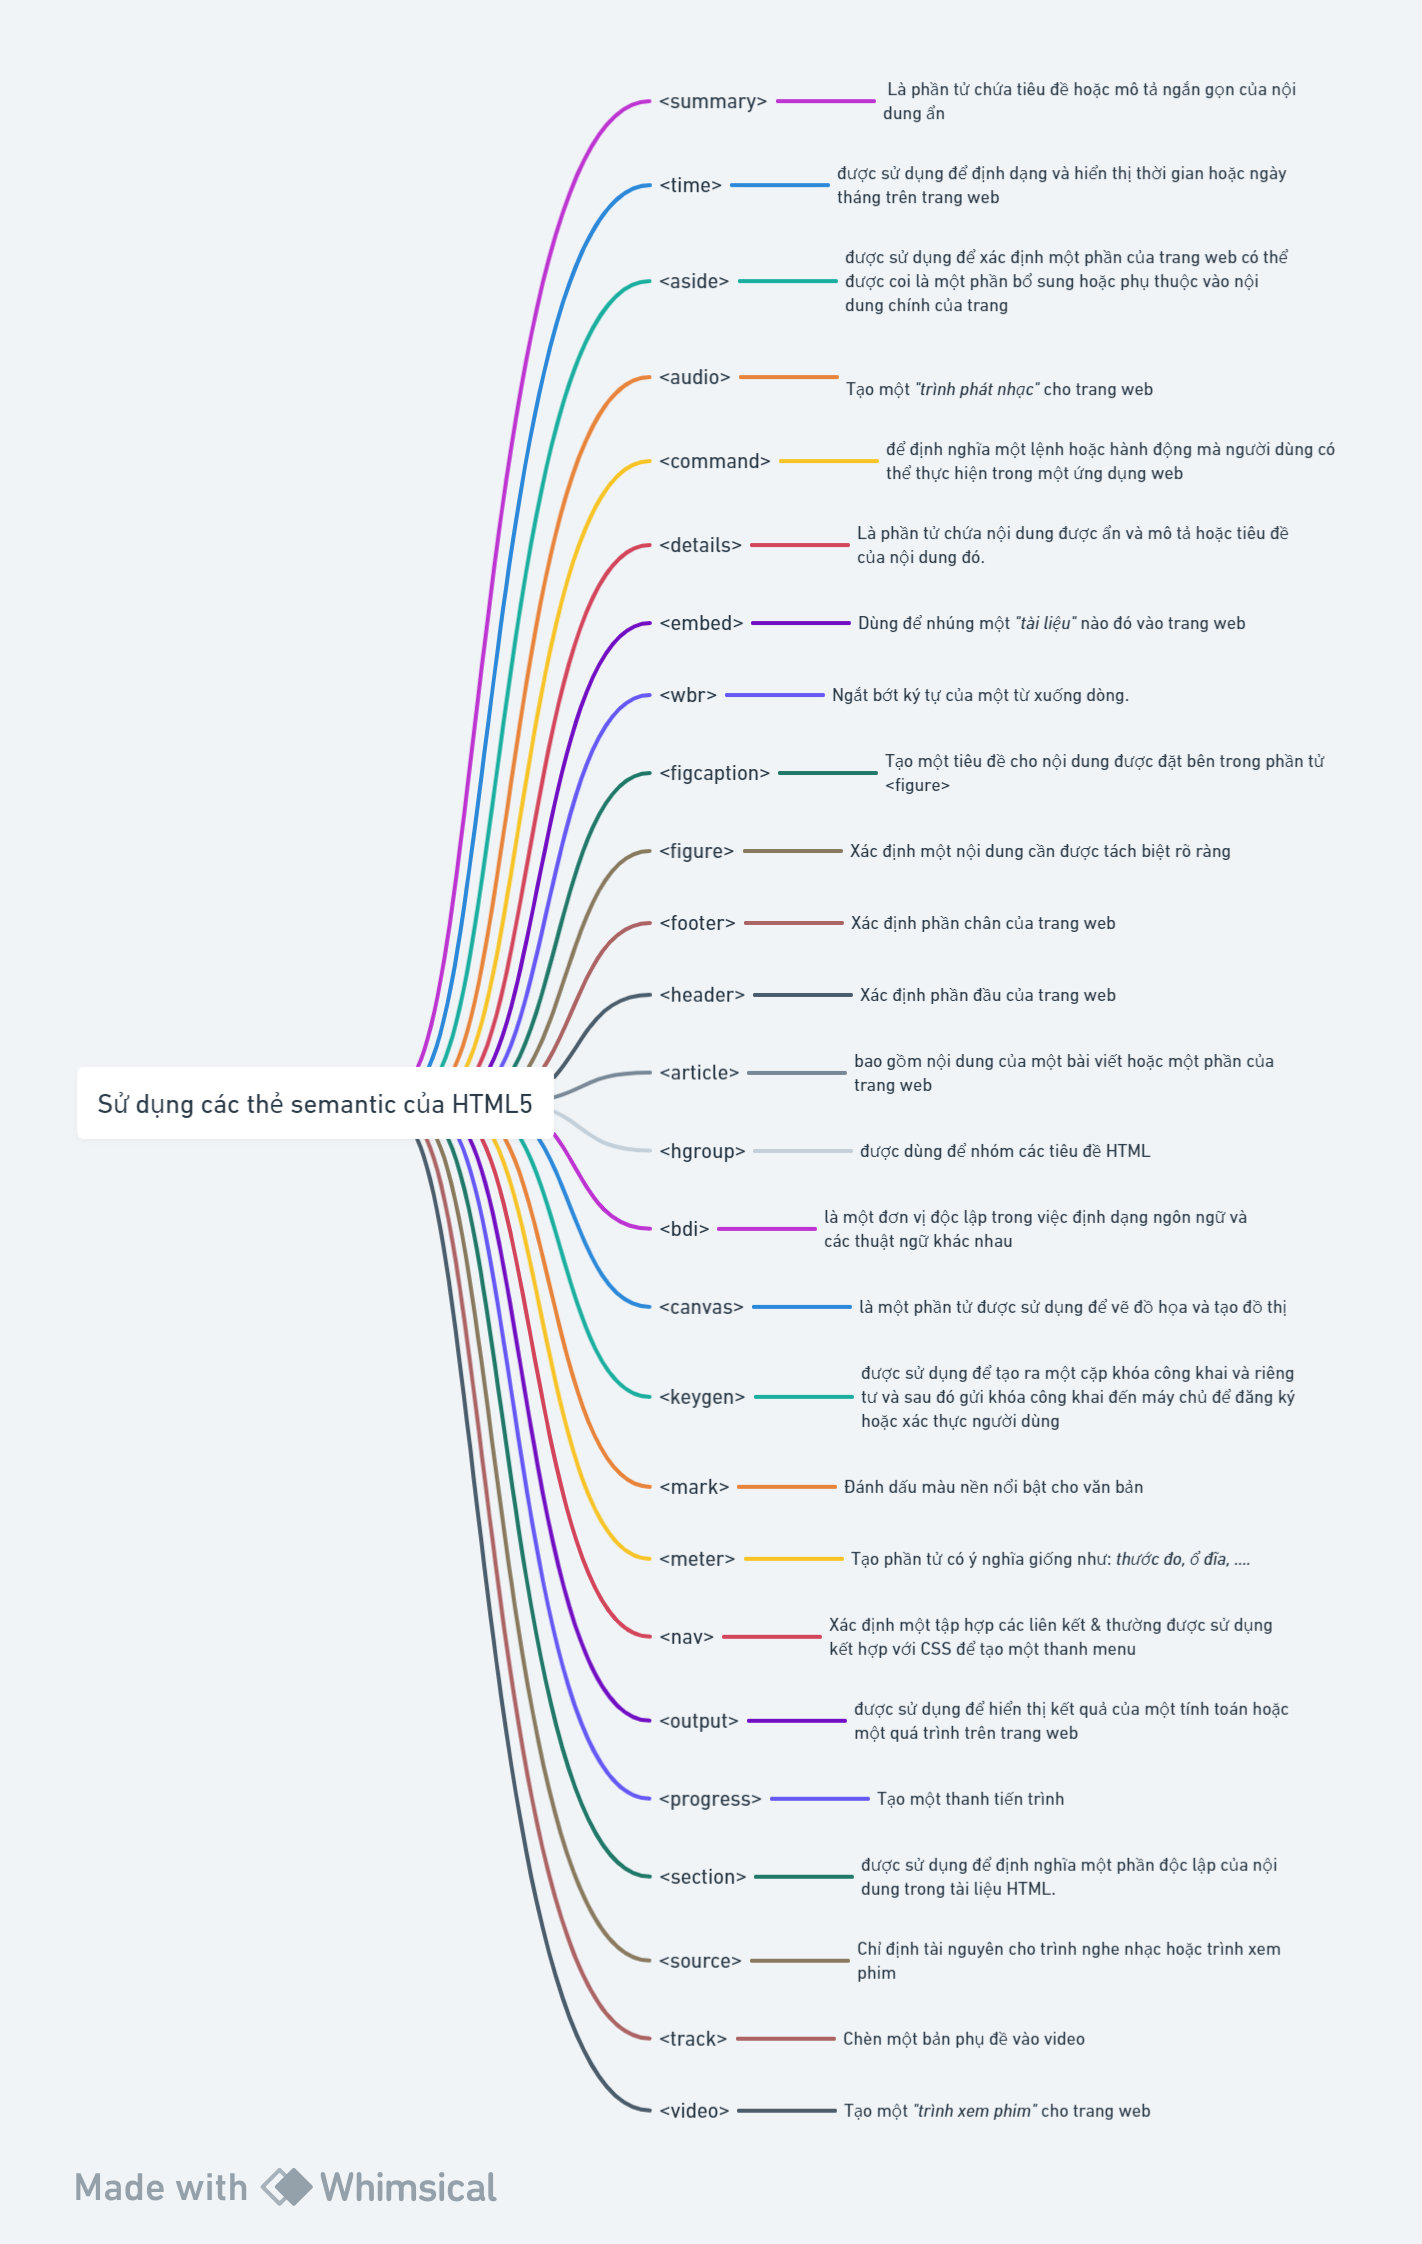 <summary>
Là phần tử chứa tiêu đề hoặc mô tả ngắn gọn của nội
dung ẩn
<time>
được sử dụng để định dạng và hiển thị thời gian hoặc ngày
tháng trên trang web
<aside>
được sử dụng để xác định một phần của trang web có thể
được coi là một phần bổ sung hoặc phụ thuộc vào nội
dung chính của trang
<audio>
Tạo một "trình phát nhạc" cho trang web
<command>
để định nghĩa một lệnh hoặc hành động mà người dùng có
thể thực hiện trong một ứng dụng web
<details>
Là phần tử chứa nội dung được ẩn và mô tả hoặc tiêu đề
của nội dung đó.
<embed>
Dùng để nhúng một "tài liệu" nào đó vào trang web
<wbr>
Ngắt bớt ký tự của một từ xuống dòng.
<figcaption>
Tạo một tiêu đề cho nội dung được đặt bên trong phần tử
<figure>
<figure>
Xác định một nội dung cần được tách biệt rõ ràng
<footer>
Xác định phần chân của trang web
<header>
Xác định phần đầu của trang web
<article>
bao gồm nội dung của một bài viết hoặc một phần của
trang web
Sử dụng các thẻ semantic của HTML5
<hgroup>
được dùng để nhóm các tiêu đề HTML
<bdi>
là một đơn vị độc lập trong việc định dạng ngôn ngữ và
các thuật ngữ khác nhau
<canvas>
là một phần tử được sử dụng để vẽ đồ họa và tạo đồ thị
<keygen>
được sử dụng để tạo ra một cặp khóa công khai và riêng
tư và sau đó gửi khóa công khai đến máy chủ để đăng ký
hoặc xác thực người dùng
<mark>
Đánh dấu màu nền nổi bật cho văn bản
<meter>
Tạo phần tử có ý nghĩa giống như: thước đo, ổ đĩa, ....
<nav>
Xác định một tập hợp các liên kết & thường được sử dụng
kết hợp với CSS để tạo một thanh menu
<output>
được sử dụng để hiển thị kết quả của một tính toán hoặc
một quá trình trên trang web
<progress>
Tạo một thanh tiến trình
<section>
được sử dụng để định nghĩa một phần độc lập của nội
dung trong tài liệu HTML.
<source>
Chỉ định tài nguyên cho trình nghe nhạc hoặc trình xem
phim
<track>
Chèn một bản phụ đề vào video
<video>
Tạo một "trình xem phim" cho trang web
Made with Whimsical